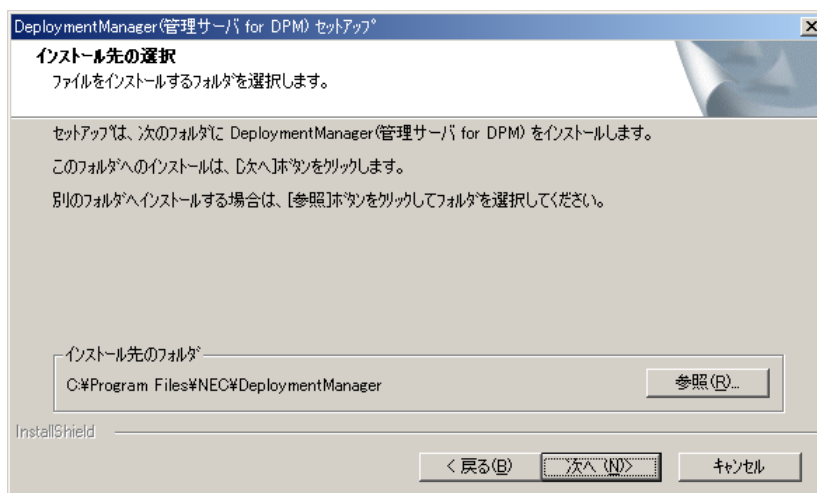 DeploymentManager(管理サーバ for DPM) セットアップ
インストール先の選択
ファイルをインストールするフォルダを選択します。
セットアップは、次のフォルダに DeploymentManager(管理サーバ for DPM) をインストールします。
このフォルダへのインストールは、[次へ]ボタンをクリックします。
別のフォルダへインストールする場合は、[参照]ボタンをクリックしてフォルダを選択してください。
インストール先のフォルダ
C:¥Program Files¥NEC¥DeploymentManager
参照(R)...
InstallShield
< 戻る(B)
次へ (N)>
キャンセル